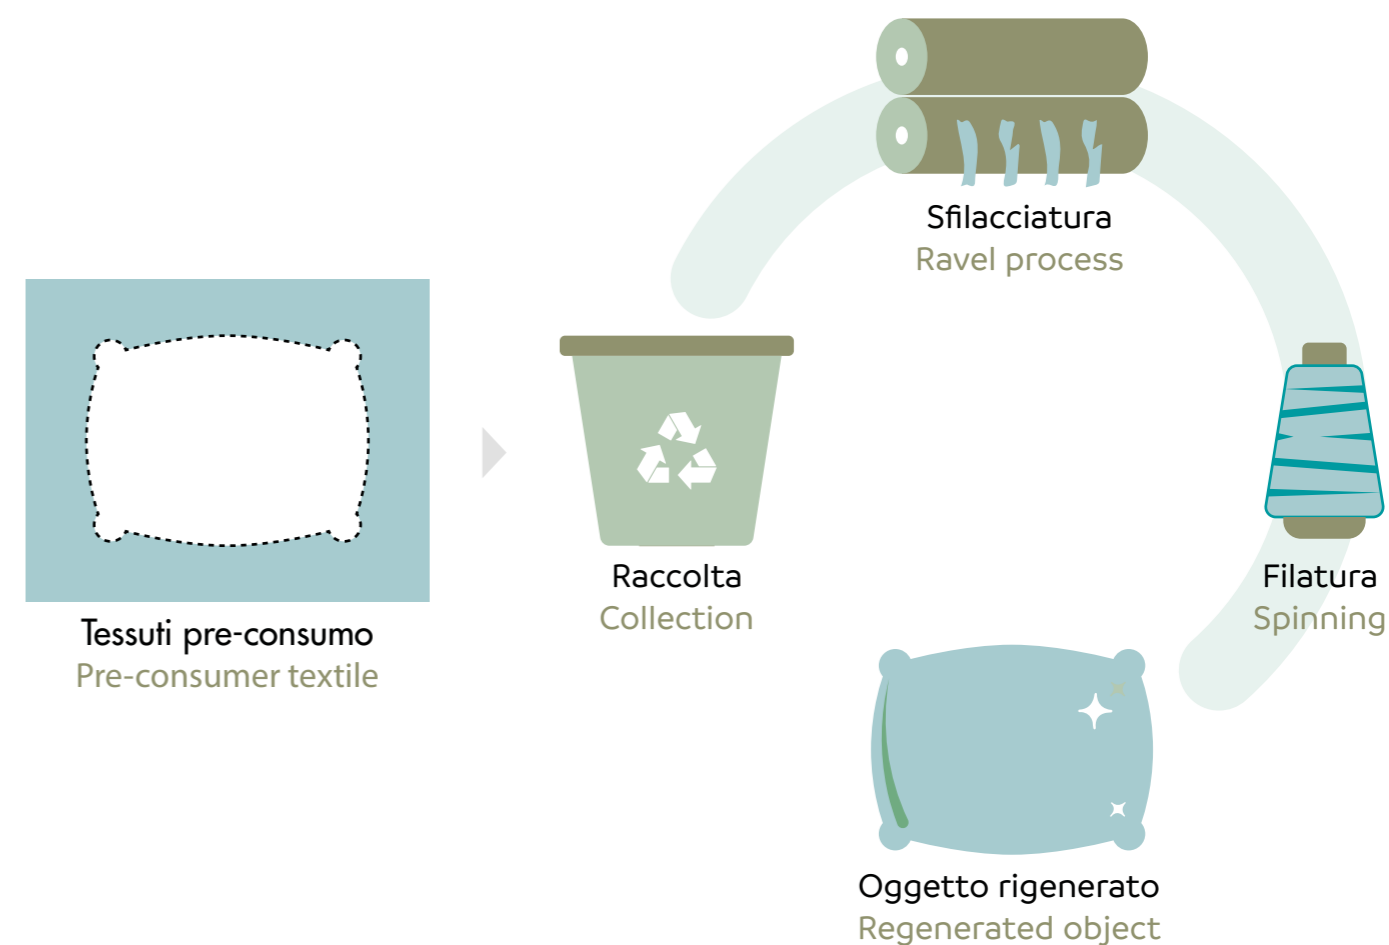 Sfilacciatura
Ravel process
Tessuti pre-consumo
Pre-consumer textile
Raccolta
Collection
Filatura
Spinning
Oggetto rigenerato
Regenerated object